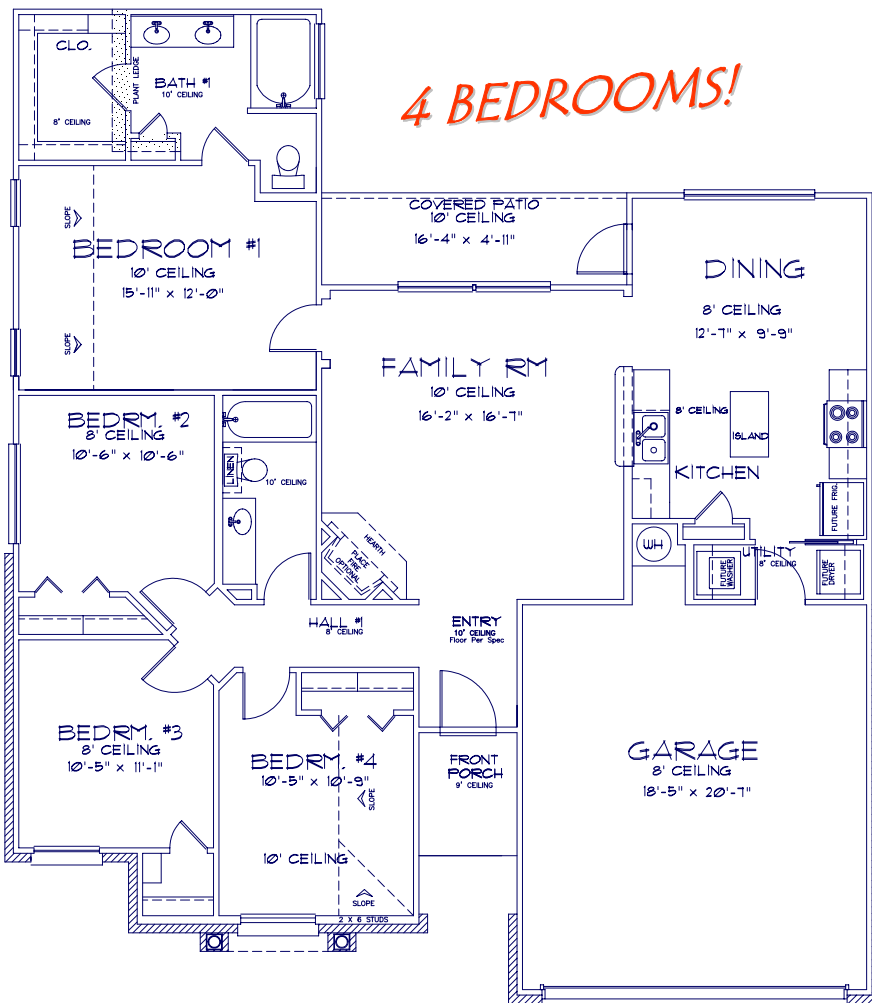 CLO.
8' CEILING
PLANT LEDGE
BATH #1
10' CEILING
4 BEDROOMS!
SLOPE
BEDROOM #1
10' CEILING
15'-11" x 12'-0"
SLOPE
COVERED PATIO
10' CEILING
16'-4" x 4'-11"
DINING
8' CEILING
12'-7" x 9'-9"
FAMILY RM
10' CEILING
16'-2" x 16'-7"
8' CEILING
ISLAND
KITCHEN
FUTURE FRIG.
BEDRM. #2
8' CEILING
10'-6" x 10'-6"
LINEN
10' CEILING
HEARTH
PLACE
FIRE
OPTIONAL
WH
UTILITY
8' CEILING
FUTURE
WASHER
FUTURE
DRYER
HALL #1
8' CEILING
ENTRY
10' CEILING
Floor Per Spec
BEDRM. #3
8' CEILING
10'-5" x 11'-1"
BEDRM. #4
10'-5" x 10'-9"
SLOPE
10' CEILING
SLOPE
2 X 6 STUDS
FRONT
PORCH
9' CEILING
GARAGE
8' CEILING
18'-5" x 20'-7"